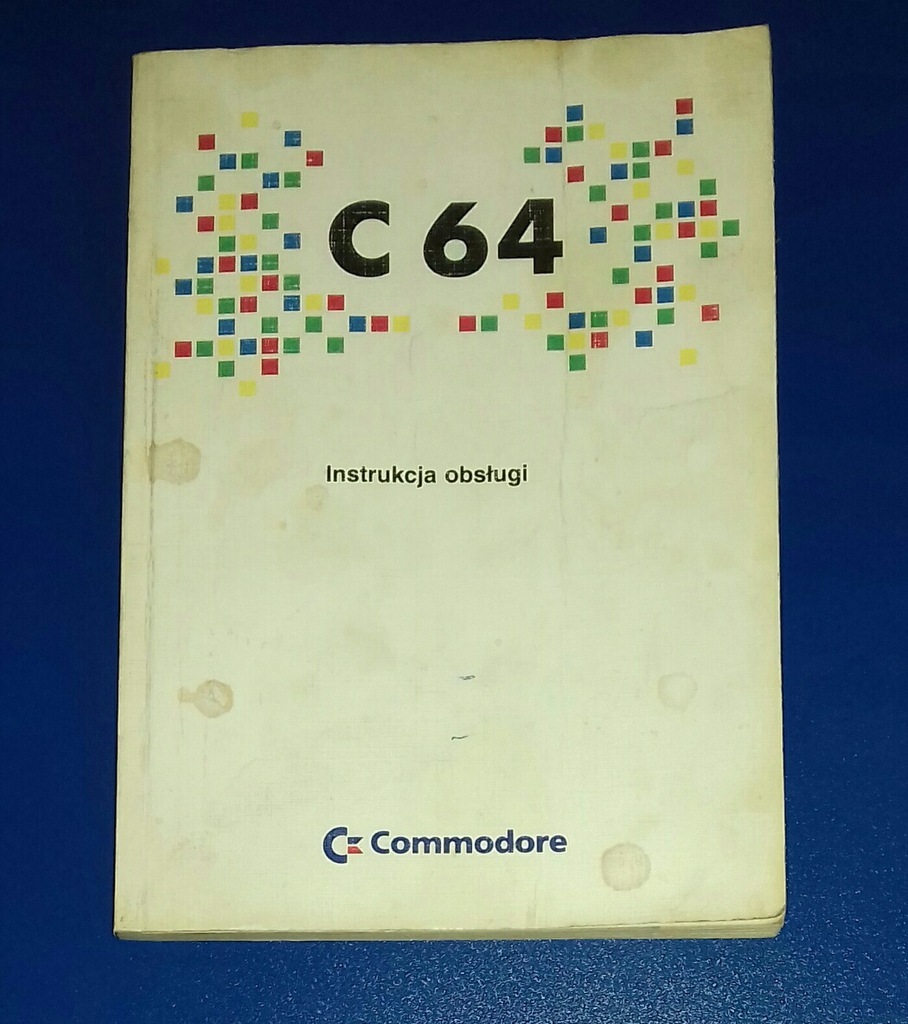 C 64
Instrukcja obsługi
Commodore